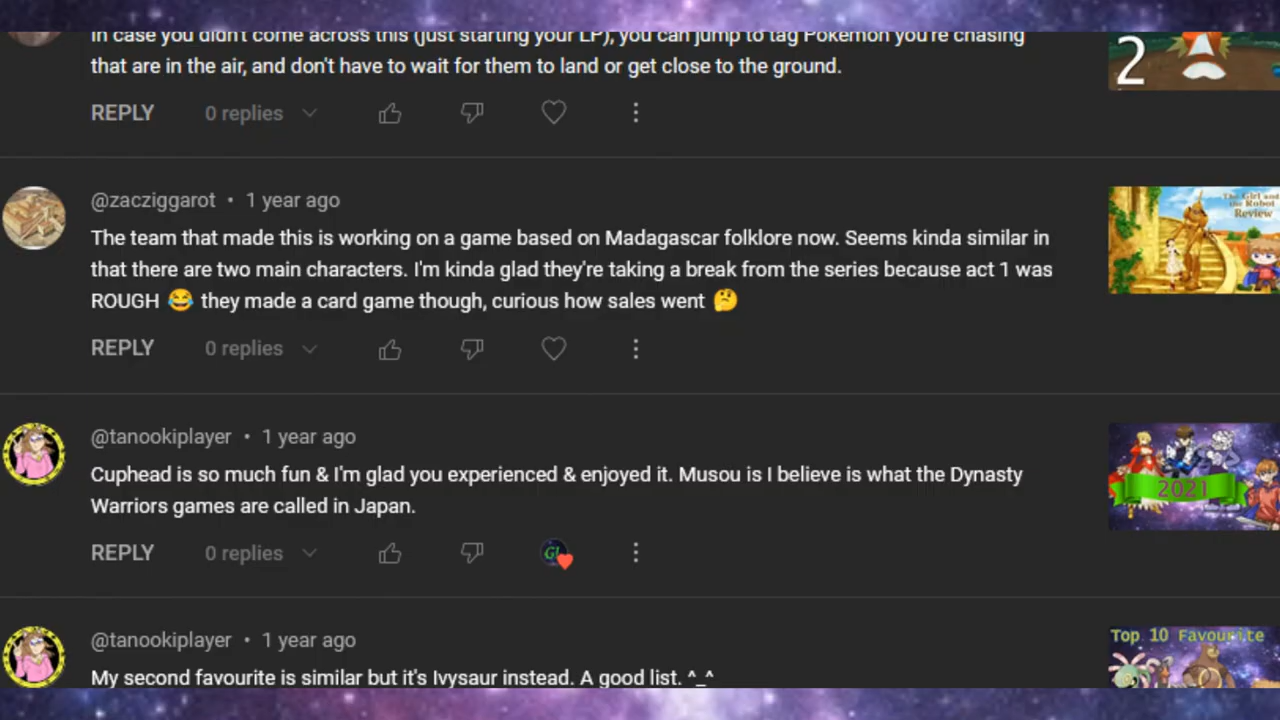 In case you didn't come across this (just starting your LP), you can jump to tag Pokemon you're chasing
that are in the air, and don't have to wait for them to land or get close to the ground.
2
REPLY 0 replies
@zacziggarot • 1 year ago
The team that made this is working on a game based on Madagascar folklore now. Seems kinda similar in
that there are two main characters. I'm kinda glad they're taking a break from the series because act 1 was
ROUGH 😂 they made a card game though, curious how sales went 🤔
The Girl and
the Robot
Review
REPLY 0 replies
@tanookiplayer • 1 year ago
Cuphead is so much fun & I'm glad you experienced & enjoyed it. Musou is I believe is what the Dynasty
Warriors games are called in Japan.
2021
REPLY 0 replies
G!
@tanookiplayer • 1 year ago
My second favourite is similar but it's Ivysaur instead. A good list. ^_^
Top 10 Favourite